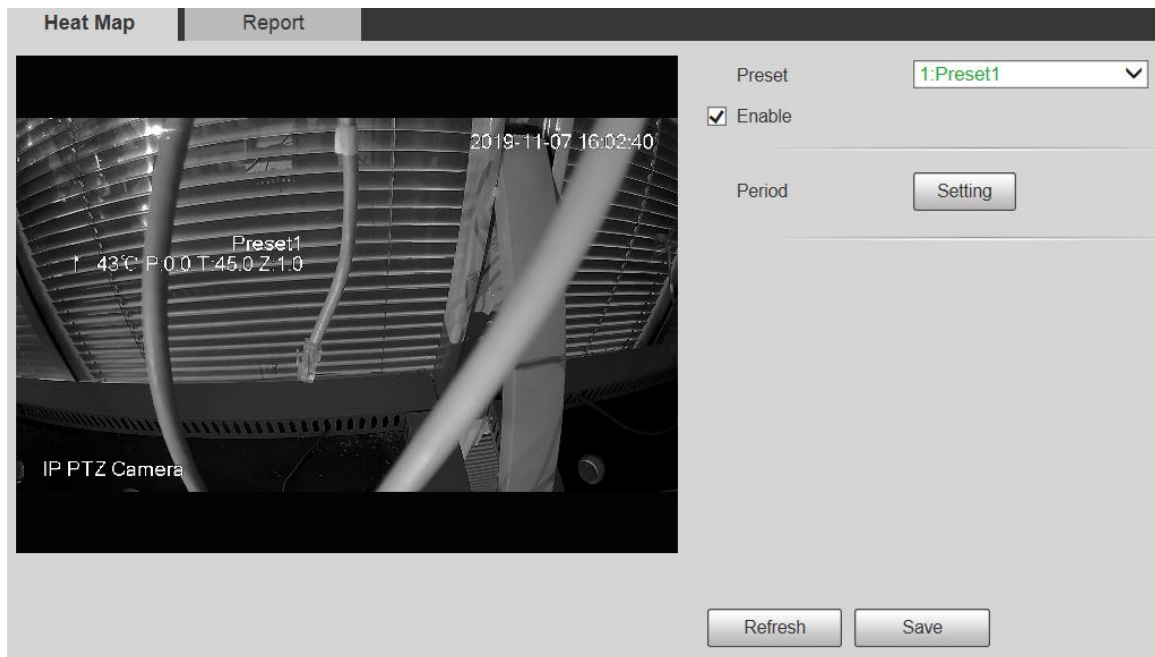 Heat Map Report
Preset 1:Preset1
Enable
2019-11-07 16:02:40
Period Setting
Preset1
↑ 43℃ P:0.0 T:45.0 Z:1.0
IP PTZ Camera
Refresh Save